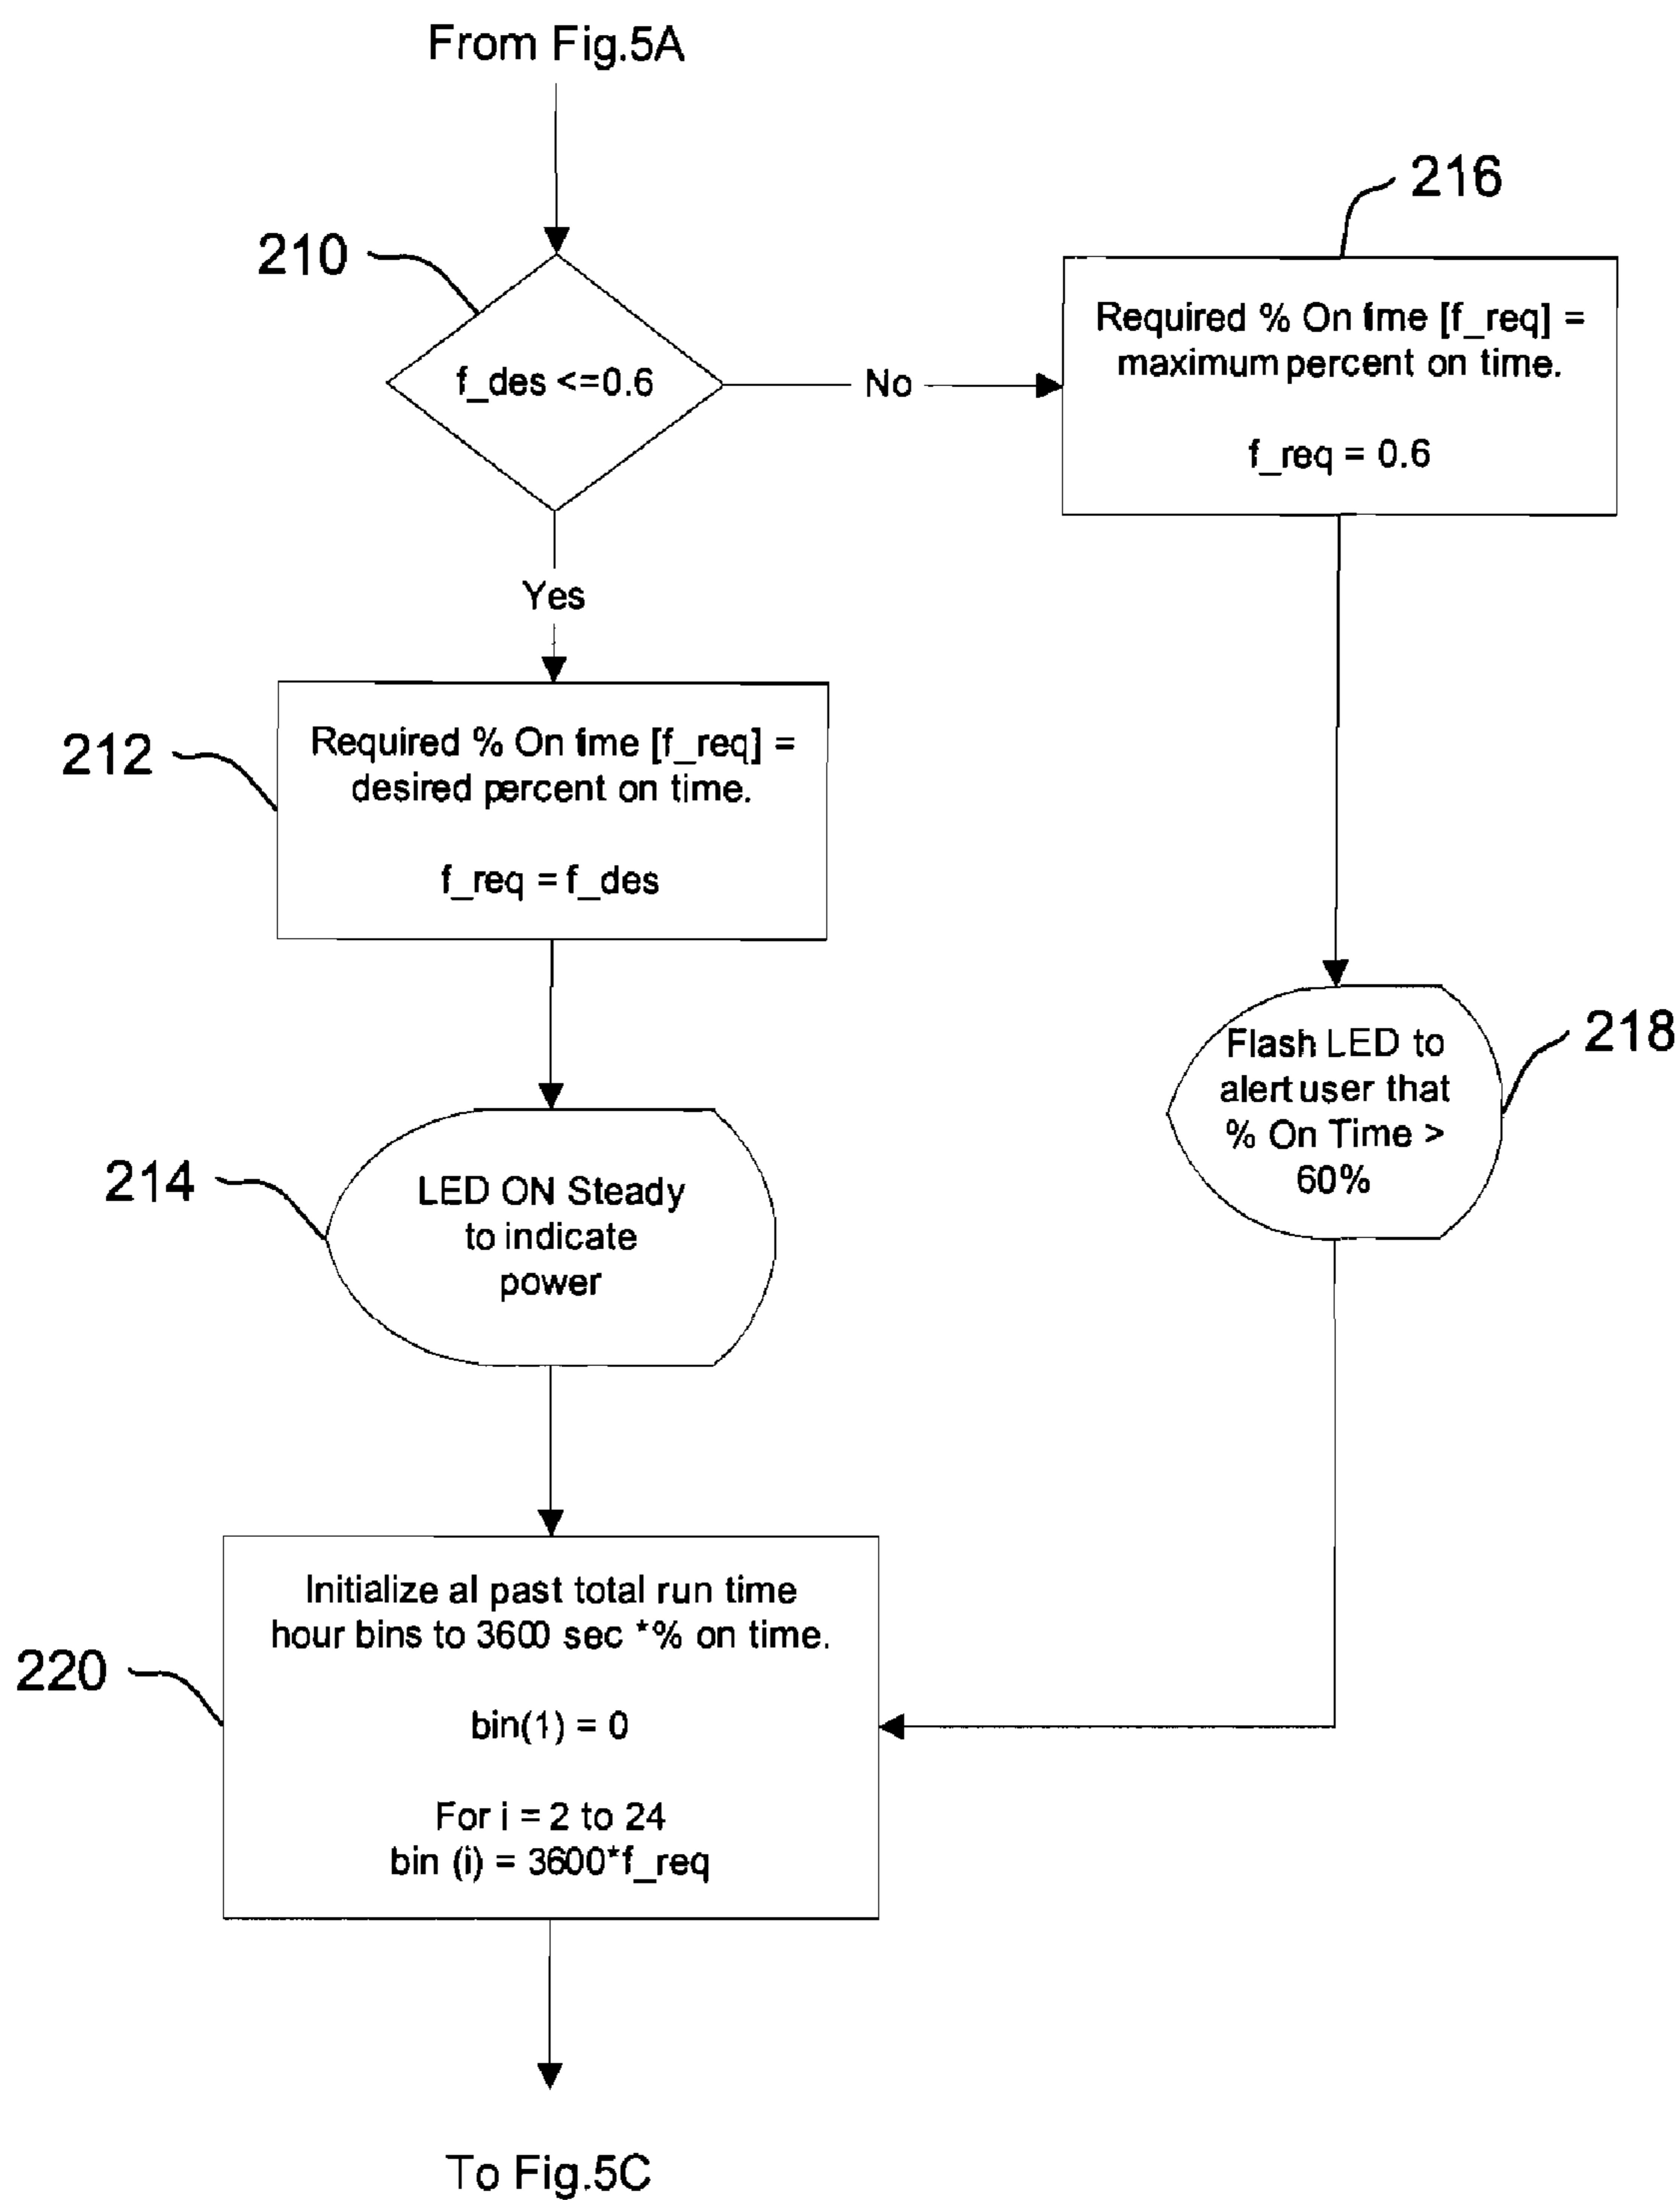 From Fig.5A
216
210
Required % On time [f_req] =
maximum percent on time.
f_req = 0.6
f_des <=0.6
No
Yes
212
Required % On time [f_req] =
desired percent on time.
f_req = f_des
Flash LED to
alert user that
% On Time >
60%
218
214
LED ON Steady
to indicate
power
Initialize al past total run time
hour bins to 3600 sec *% on time.
220
bin(1) = 0
For i = 2 to 24
bin (i) = 3600*f_req
To Fig.5C